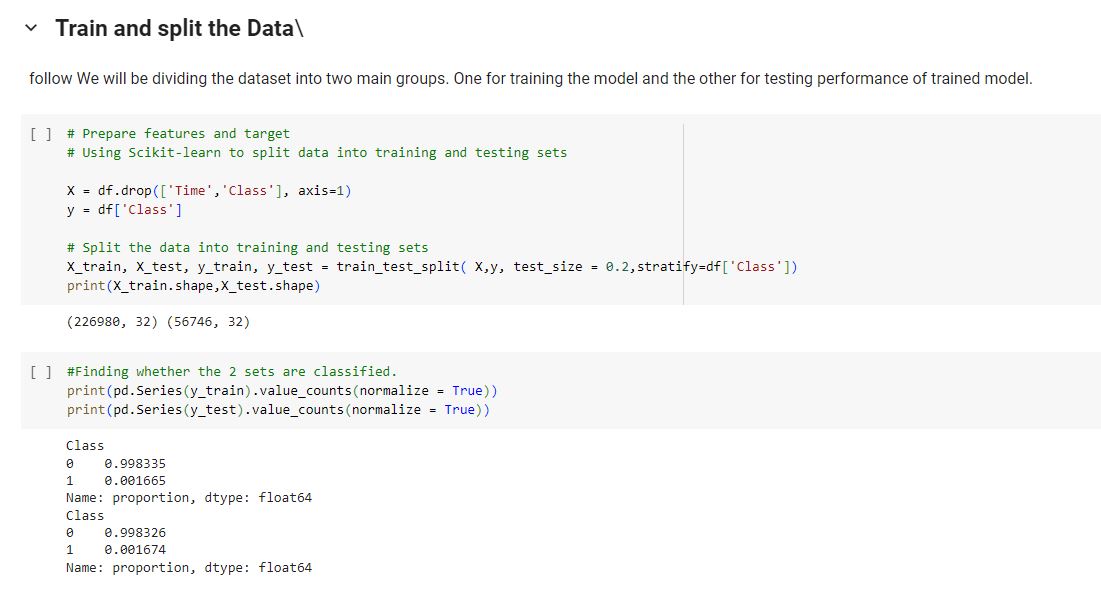 Train and split the Data\
follow We will be dividing the dataset into two main groups. One for training the model and the other for testing performance of trained model.
[ ] # Prepare features and target
# Using Scikit-learn to split data into training and testing sets
X = df.drop(['Time','Class'], axis=1)
y = df['Class']
# Split the data into training and testing sets
X_train, X_test, y_train, y_test = train_test_split( X,y, test_size = 0.2,stratify=df['Class'])
print(X_train.shape,X_test.shape)
(226980, 32) (56746, 32)
[ ] #Finding whether the 2 sets are classified.
print(pd.Series(y_train).value_counts(normalize = True))
print(pd.Series(y_test).value_counts(normalize = True))
Class
0    0.998335
1    0.001665
Name: proportion, dtype: float64
Class
0    0.998326
1    0.001674
Name: proportion, dtype: float64